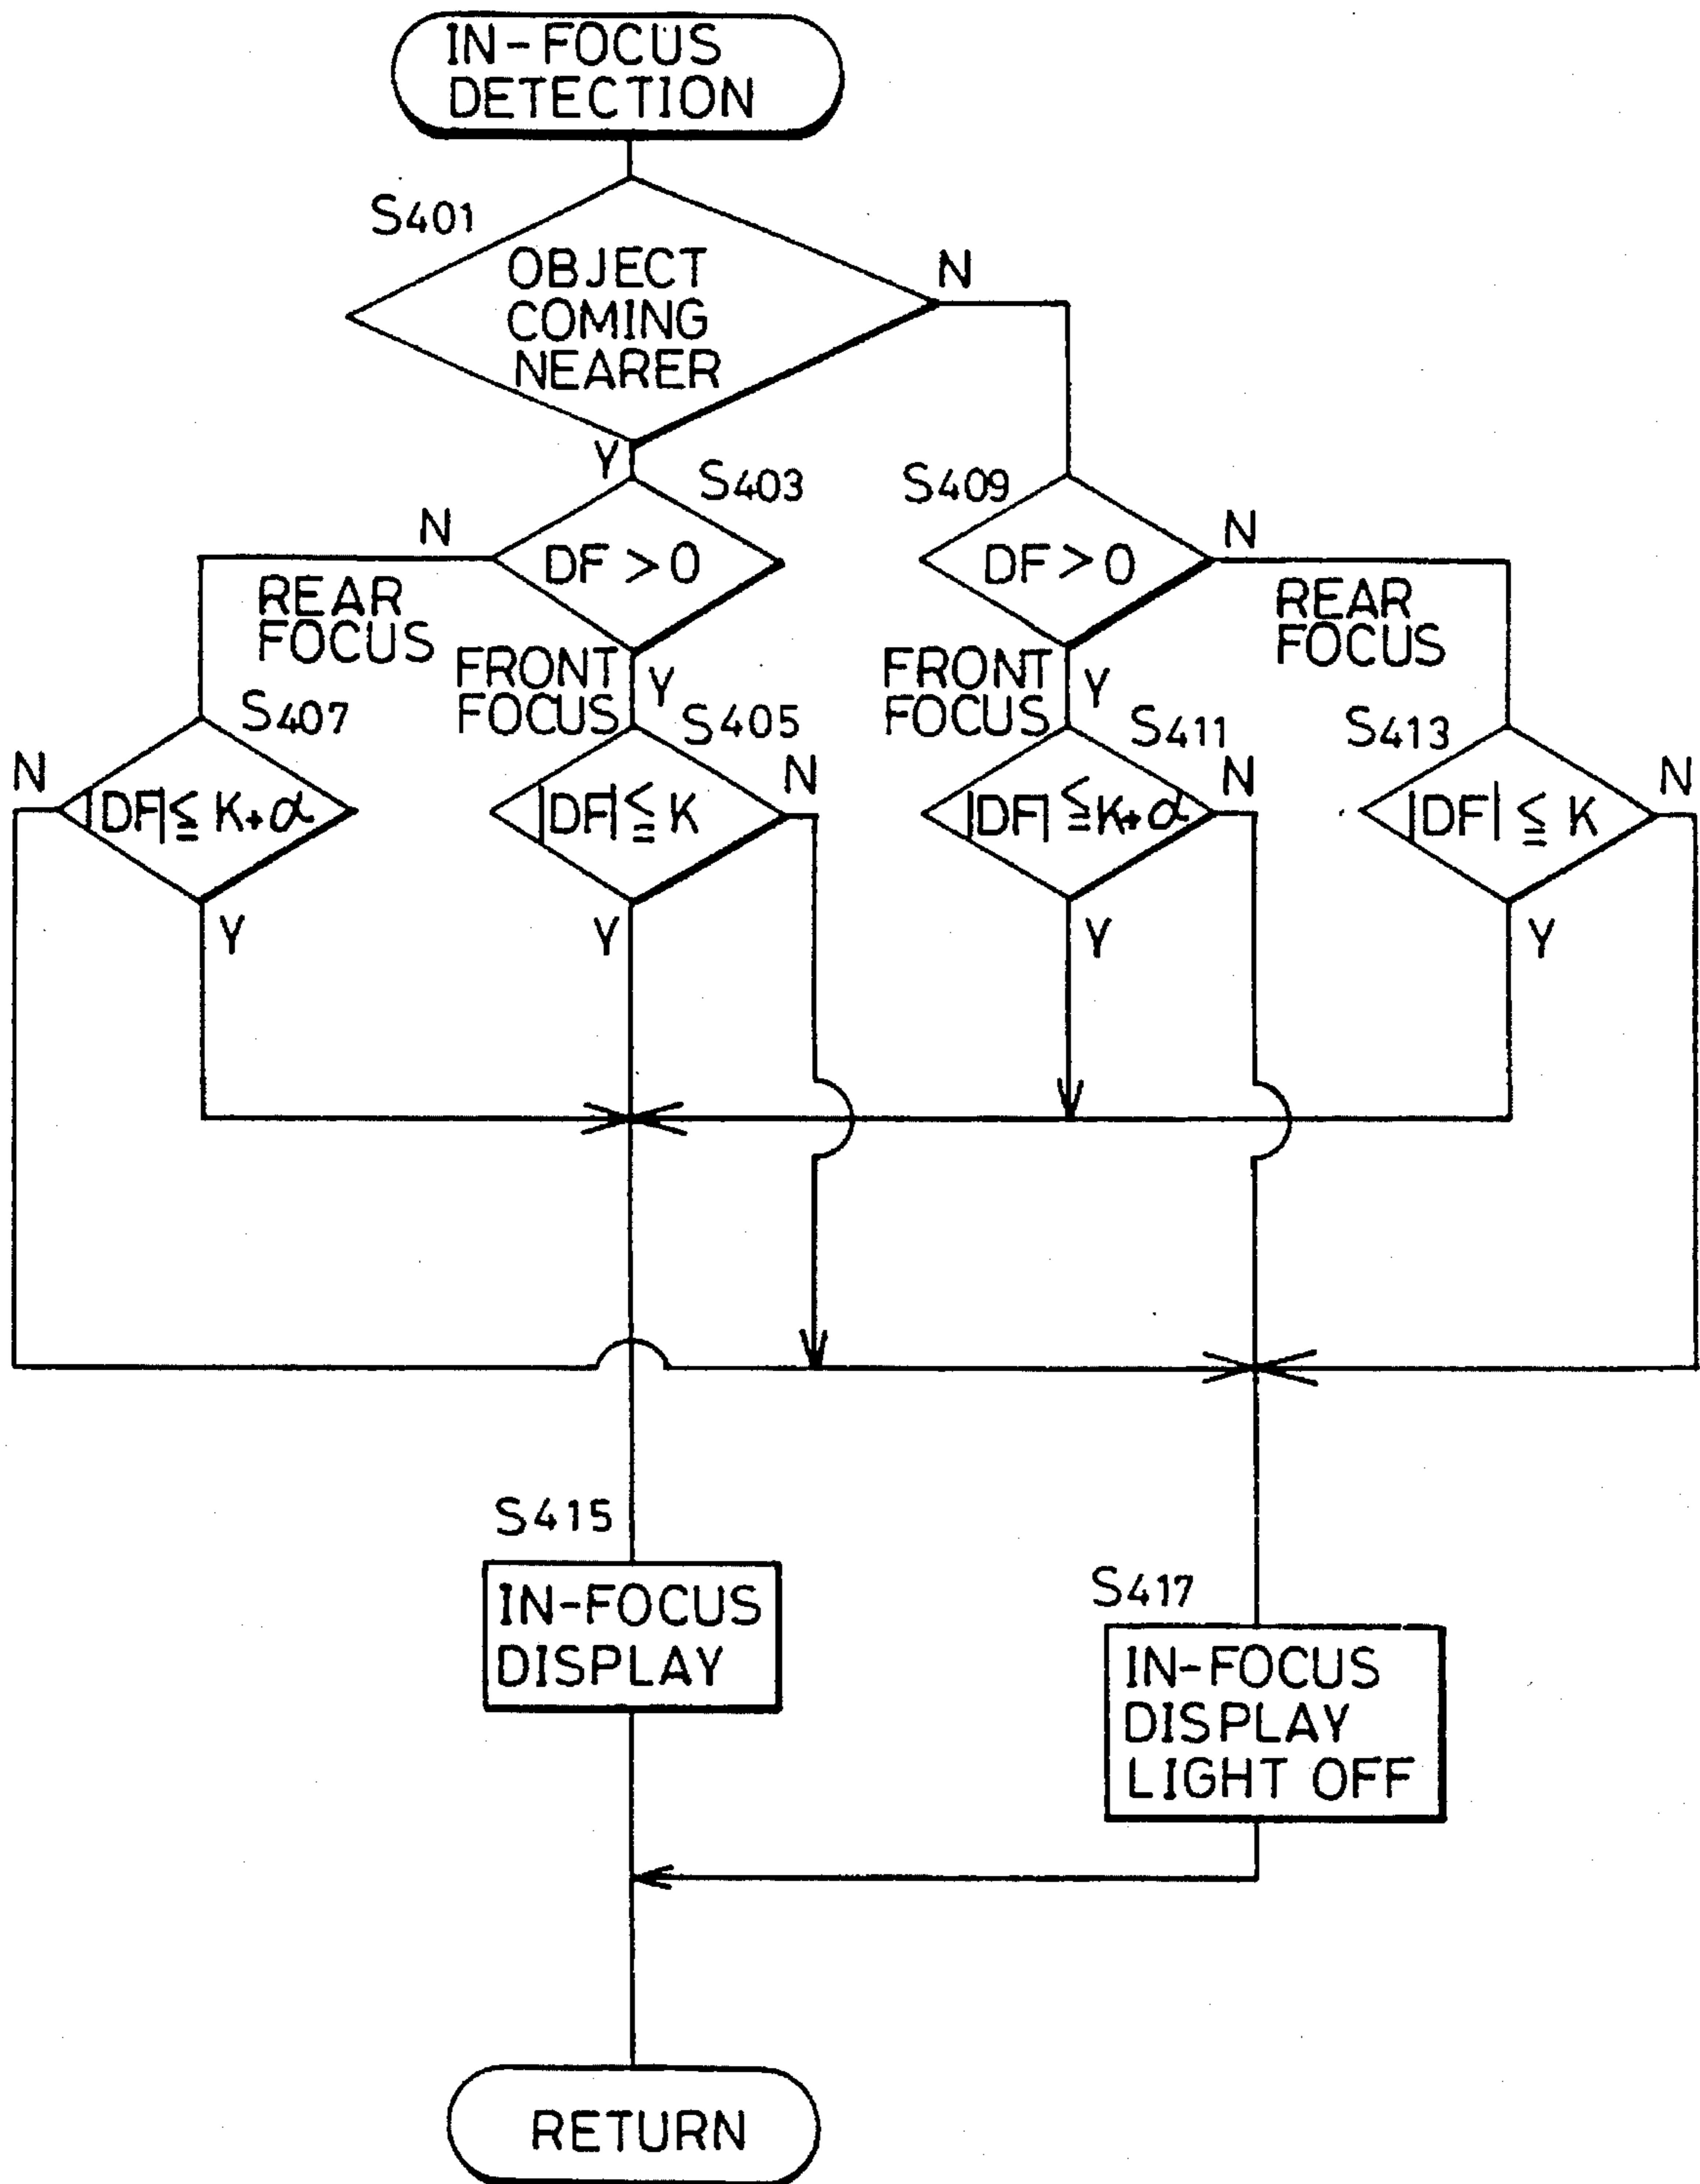 IN-FOCUS
DETECTION
S401
OBJECT
COMING
NEARER
N
Y
S403
S409
N
DF > 0
DF > 0
N
REAR
FOCUS
FRONT
FOCUS
Y
FRONT
FOCUS
Y
REAR
FOCUS
S407
S405
S411
S413
N
|DF| ≦ K+α
|DF| ≦ K
N
|DF| ≦ K+α
N
|DF| ≦ K
N
Y
Y
Y
Y
S415
IN-FOCUS
DISPLAY
S417
IN-FOCUS
DISPLAY
LIGHT OFF
RETURN